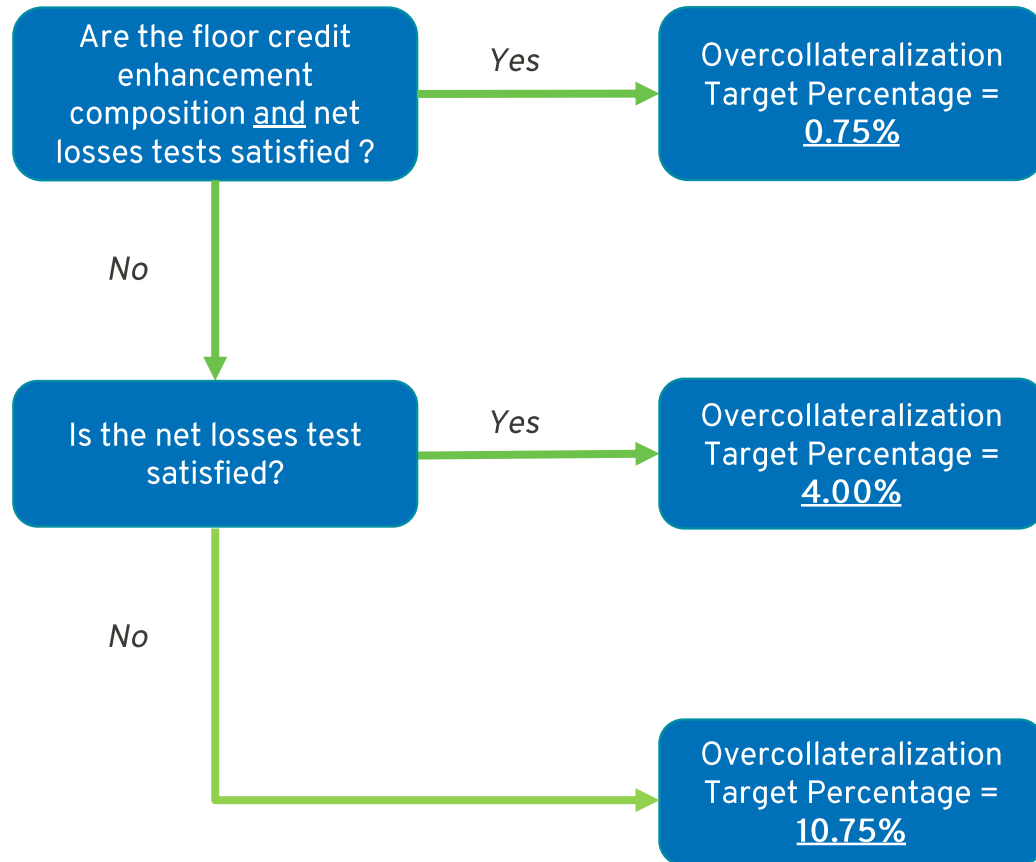 Are the floor credit
enhancement
composition and net
losses tests satisfied ?
Yes
Overcollateralization
Target Percentage =
0.75%
No
Is the net losses test
satisfied?
Yes
Overcollateralization
Target Percentage =
4.00%
No
Overcollateralization
Target Percentage =
10.75%